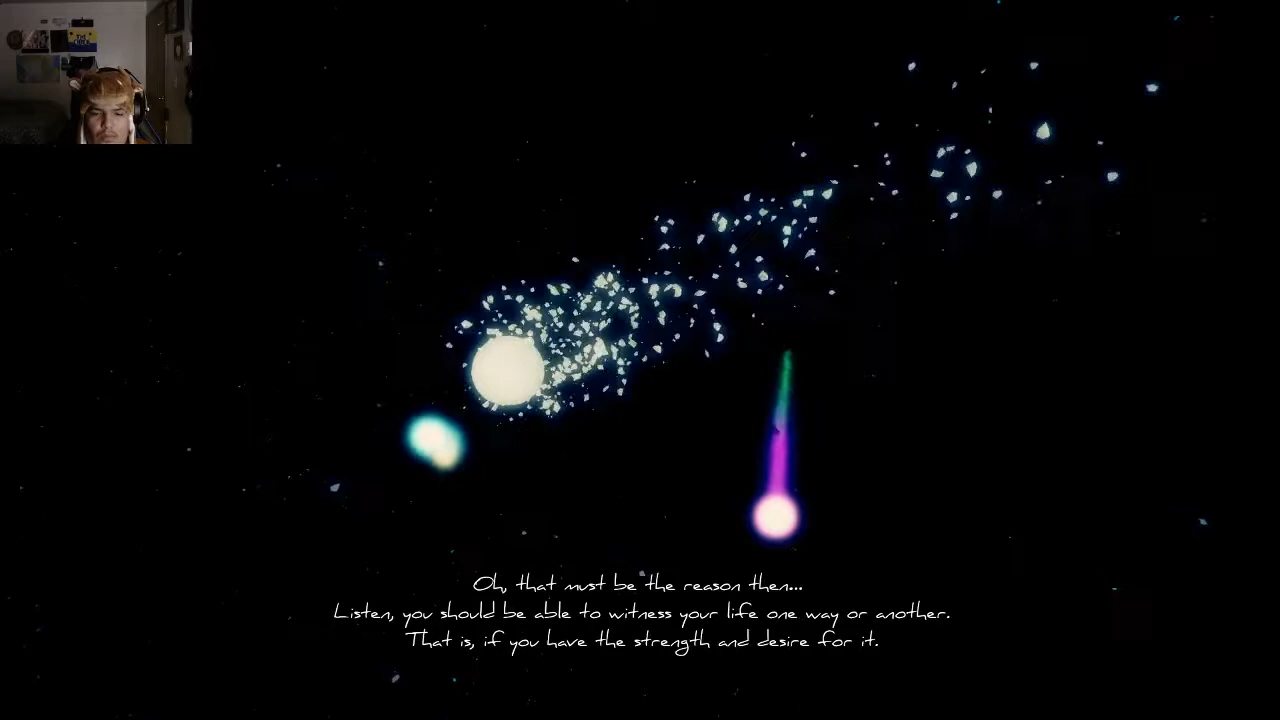 Oh, that must be the reason then...
Listen, you should be able to witness your life one way or another.
That is, if you have the strength and desire for it.